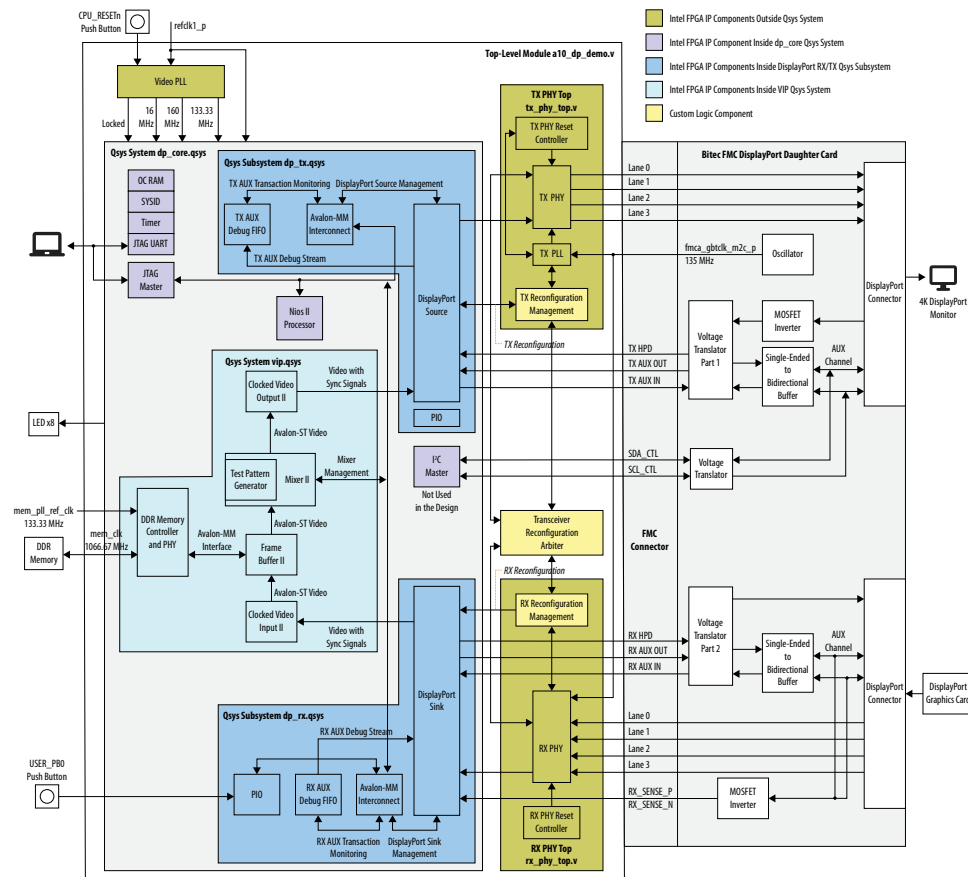 CPU_RESETn
Push Button
refclk1_p
Top-Level Module a10_dp_demo.v
Video PLL
Locked
16
MHz
160
MHz
133.33
MHz
Intel FPGA IP Components Outside Qsys System
Intel FPGA IP Component Inside dp_core Qsys System
Intel FPGA IP Components Inside DisplayPort RX/TX Qsys Subsystem
Intel FPGA IP Components Inside VIP Qsys System
Custom Logic Component
Qsys System dp_core.qsys
OC RAM
SYSID
Timer
JTAG UART
JTAG
Master
Nios II
Processor
Qsys Subsystem dp_tx.qsys
TX AUX Transaction Monitoring
DisplayPort Source Management
TX AUX
Debug FIFO
Avalon-MM
Interconnect
TX AUX Debug Stream
DisplayPort
Source
PIO
TX PHY Top
tx_phy_top.v
TX PHY Reset
Controller
TX PHY
TX PLL
TX Reconfiguration
Management
TX Reconfiguration
Bitec FMC DisplayPort Daughter Card
Lane 0
Lane 1
Lane 2
Lane 3
fmca_gbtclk_m2c_p
135 MHz
Oscillator
DisplayPort
Connector
4K DisplayPort
Monitor
MOSFET
Inverter
Voltage
Translator
Part 1
Single-Ended
to
Bidirectional
Buffer
AUX
Channel
TX HPD
TX AUX OUT
TX AUX IN
Qsys System vip.qsys
Clocked Video
Output II
Video with
Sync Signals
Avalon-ST Video
Test Pattern
Generator
Mixer II
Mixer
Management
Avalon-ST Video
Frame
Buffer II
Avalon-MM
Interface
DDR Memory
Controller
and PHY
Avalon-ST Video
Clocked Video
Input II
Video with
Sync Signals
LED x8
mem_pll_ref_clk
133.33 MHz
mem_clk
1066.67 MHz
DDR
Memory
I²C
Master
Not Used
in the Design
SDA_CTL
SCL_CTL
Voltage
Translator
Transceiver
Reconfiguration
Arbiter
FMC
Connector
RX Reconfiguration
RX Reconfiguration
Management
RX PHY
RX PHY Reset
Controller
RX PHY Top
rx_phy_top.v
RX HPD
RX AUX OUT
RX AUX IN
Voltage
Translator
Part 2
Single-Ended
to
Bidirectional
Buffer
AUX
Channel
DisplayPort
Connector
DisplayPort
Graphics Card
Lane 0
Lane 1
Lane 2
Lane 3
RX_SENSE_P
RX_SENSE_N
MOSFET
Inverter
Qsys Subsystem dp_rx.qsys
DisplayPort
Sink
RX AUX Debug Stream
PIO
RX AUX
Debug FIFO
Avalon-MM
Interconnect
RX AUX Transaction
Monitoring
DisplayPort Sink
Management
USER_PB0
Push Button